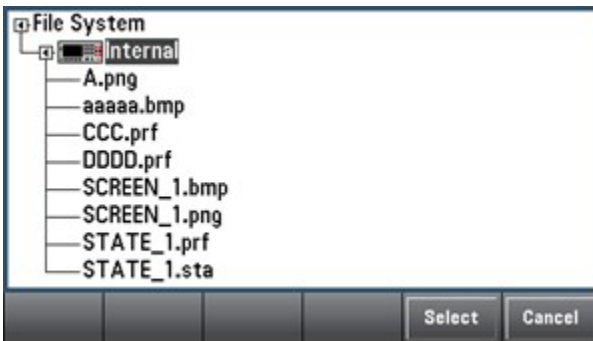 File System
Internal
A.png
aaaaa.bmp
CCC.prf
DDDD.prf
SCREEN_1.bmp
SCREEN_1.png
STATE_1.prf
STATE_1.sta
Select Cancel